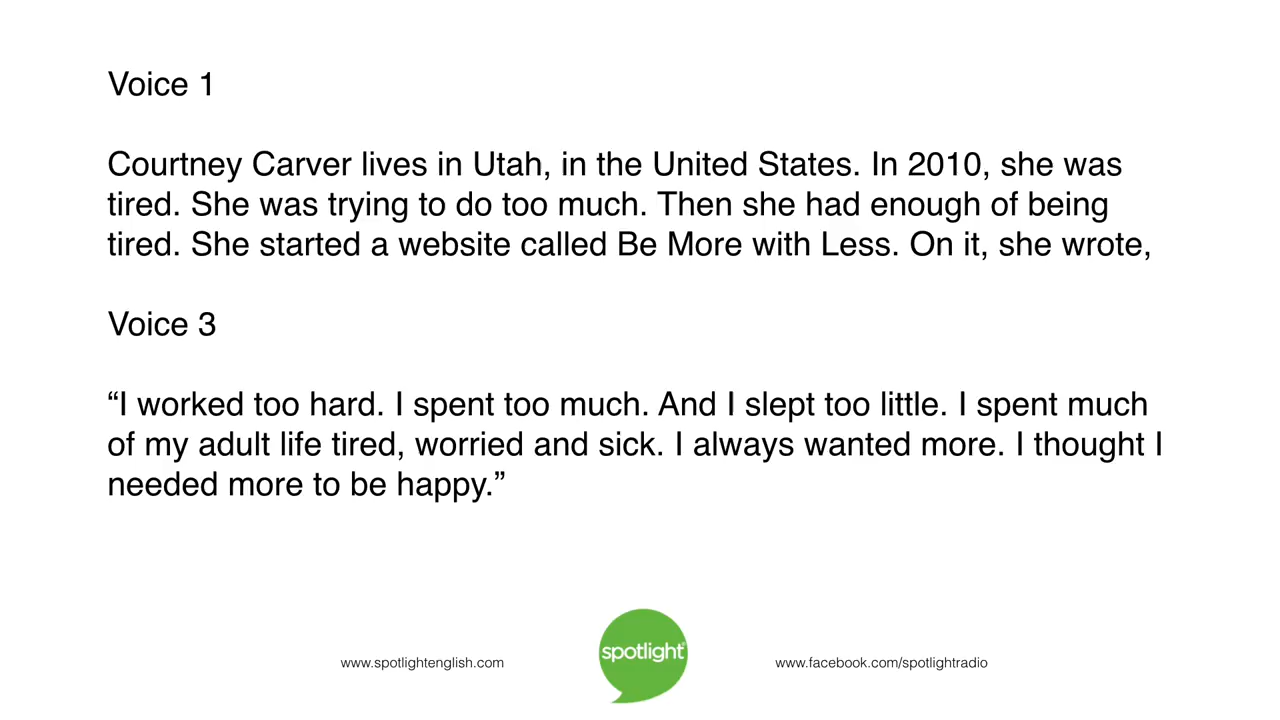 Voice 1
Courtney Carver lives in Utah, in the United States. In 2010, she was
tired. She was trying to do too much. Then she had enough of being
tired. She started a website called Be More with Less. On it, she wrote,
Voice 3
“I worked too hard. I spent too much. And I slept too little. I spent much
of my adult life tired, worried and sick. I always wanted more. I thought I
needed more to be happy.”
www.spotlightenglish.com
spotlight
www.facebook.com/spotlightradio